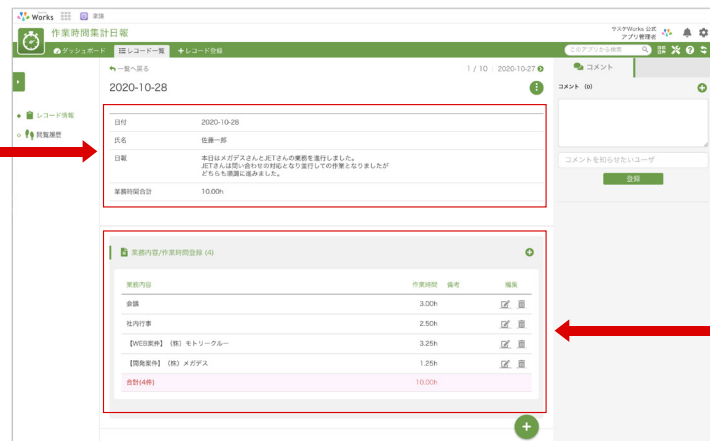 Works 楽識
作業時間集計日報
サスケWorks 公式
アプリ管理者
ダッシュボード レコード一覧 +レコード登録
このアプリから検索
一覧へ戻る 1 / 10 2020-10-27
コメント
2020-10-28
コメント (0)
レコード情報
閲覧履歴
日付 2020-10-28
氏名 佐藤一郎
日報 本日はメガデスさんとJETさんの業務を進行しました。
JETさんは問い合わせの対応となり並行しての作業となりましたが
どちらも順調に進みました。
業務時間合計 10.00h
コメントを知らせたいユーザ
登録
業務内容/作業時間登録 (4)
業務内容 作業時間 備考 編集
会議 3.00h
社内行事 2.50h
【WEB案件】（株）モトリークルー 3.25h
【開発案件】（株）メガデス 1.25h
合計(4件) 10.00h